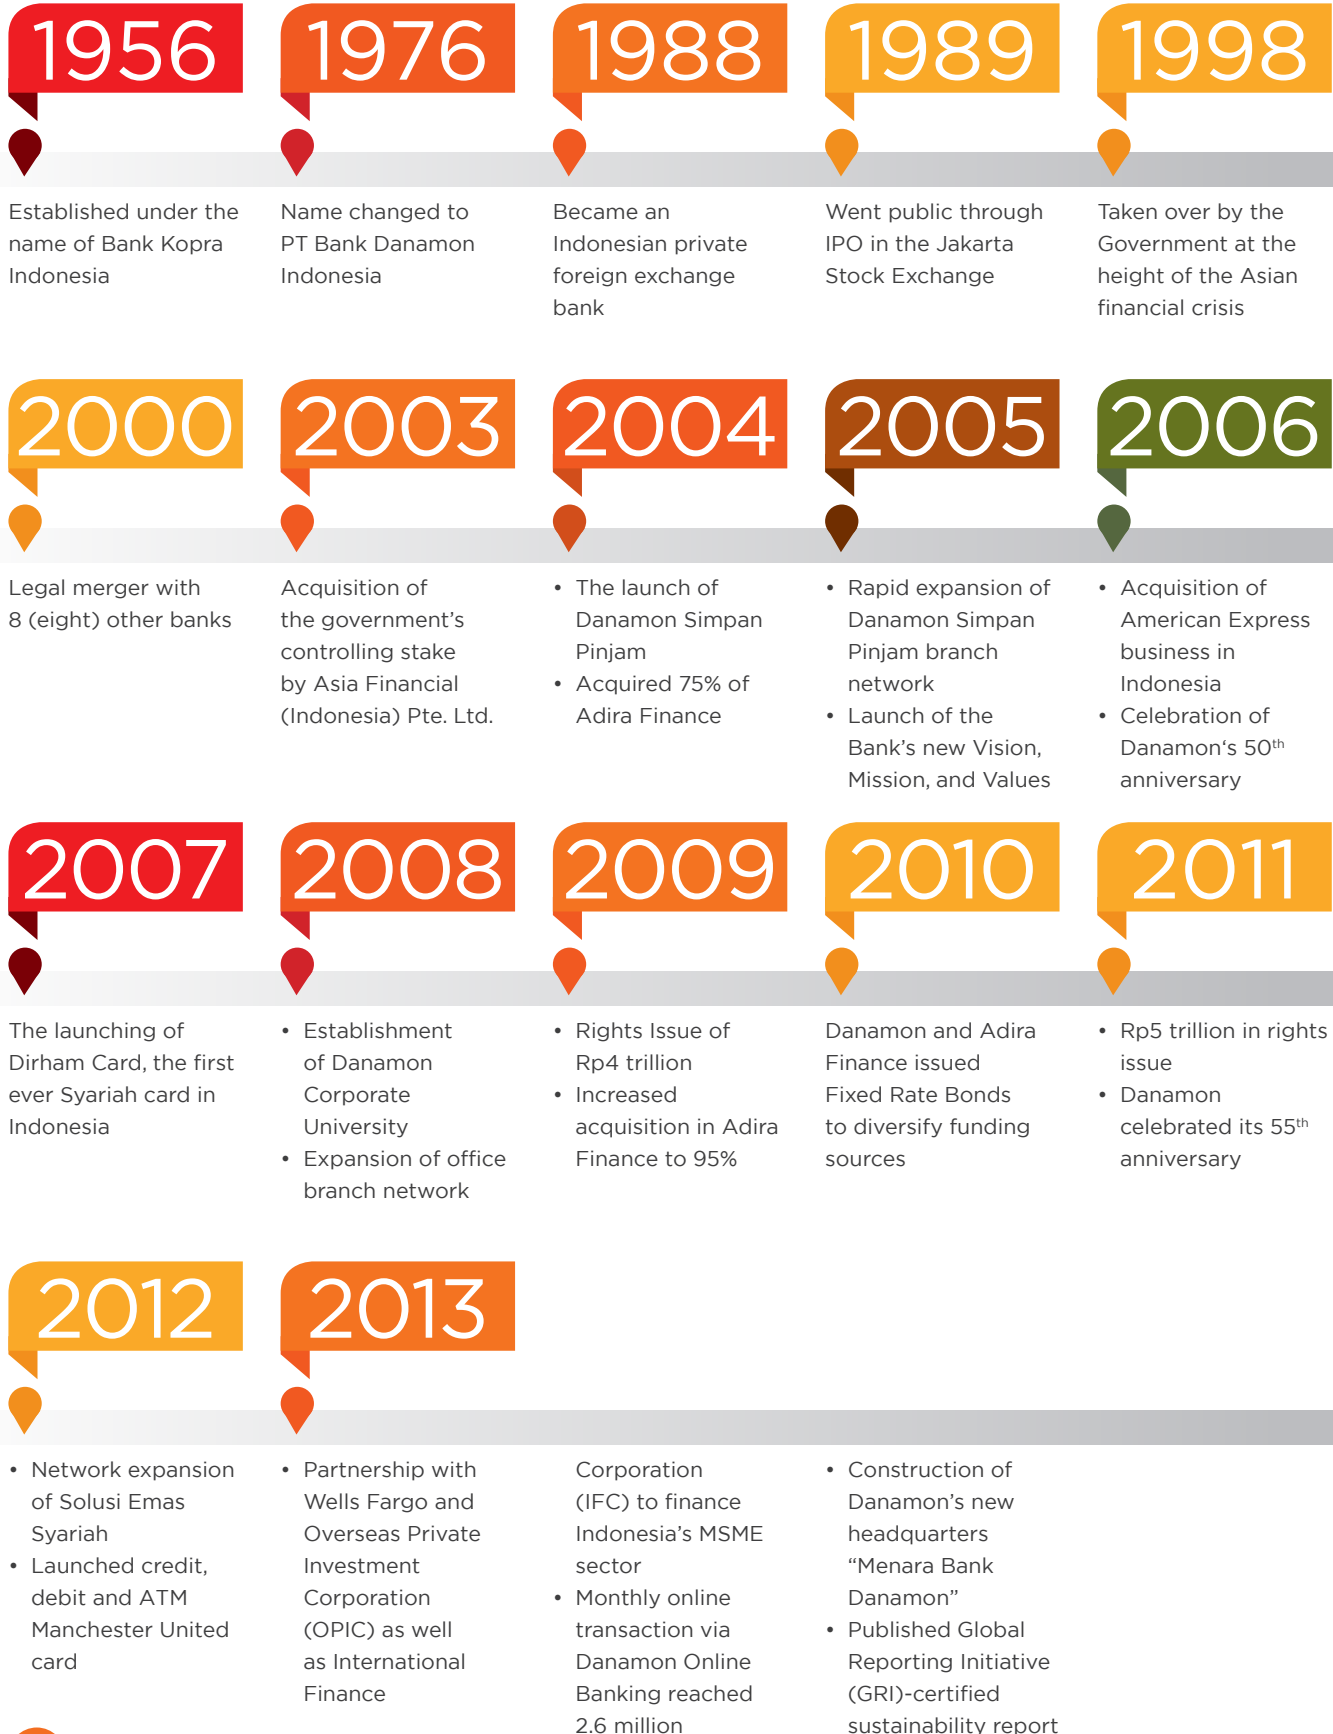 1956
Established under the
name of Bank Kopra
Indonesia
1976
Name changed to
PT Bank Danamon
Indonesia
1988
Became an
Indonesian private
foreign exchange
bank
1989
Went public through
IPO in the Jakarta
Stock Exchange
1998
Taken over by the
Government at the
height of the Asian
financial crisis
2000
Legal merger with
8 (eight) other banks
2003
Acquisition of
the government’s
controlling stake
by Asia Financial
(Indonesia) Pte. Ltd.
2004
• The launch of
Danamon Simpan
Pinjam
• Acquired 75% of
Adira Finance
2005
• Rapid expansion of
Danamon Simpan
Pinjam branch
network
• Launch of the
Bank’s new Vision,
Mission, and Values
2006
• Acquisition of
American Express
business in
Indonesia
• Celebration of
Danamon‘s 50th
anniversary
2007
The launching of
Dirham Card, the first
ever Syariah card in
Indonesia
2008
• Establishment
of Danamon
Corporate
University
• Expansion of office
branch network
2009
• Rights Issue of
Rp4 trillion
• Increased
acquisition in Adira
Finance to 95%
2010
Danamon and Adira
Finance issued
Fixed Rate Bonds
to diversify funding
sources
2011
• Rp5 trillion in rights
issue
• Danamon
celebrated its 55th
anniversary
2012
• Network expansion
of Solusi Emas
Syariah
• Launched credit,
debit and ATM
Manchester United
card
2013
• Partnership with
Wells Fargo and
Overseas Private
Investment
Corporation
(OPIC) as well
as International
Finance
Corporation
(IFC) to finance
Indonesia’s MSME
sector
• Monthly online
transaction via
Danamon Online
Banking reached
2.6 million
• Construction of
Danamon’s new
headquarters
“Menara Bank
Danamon”
• Published Global
Reporting Initiative
(GRI)-certified
sustainability report